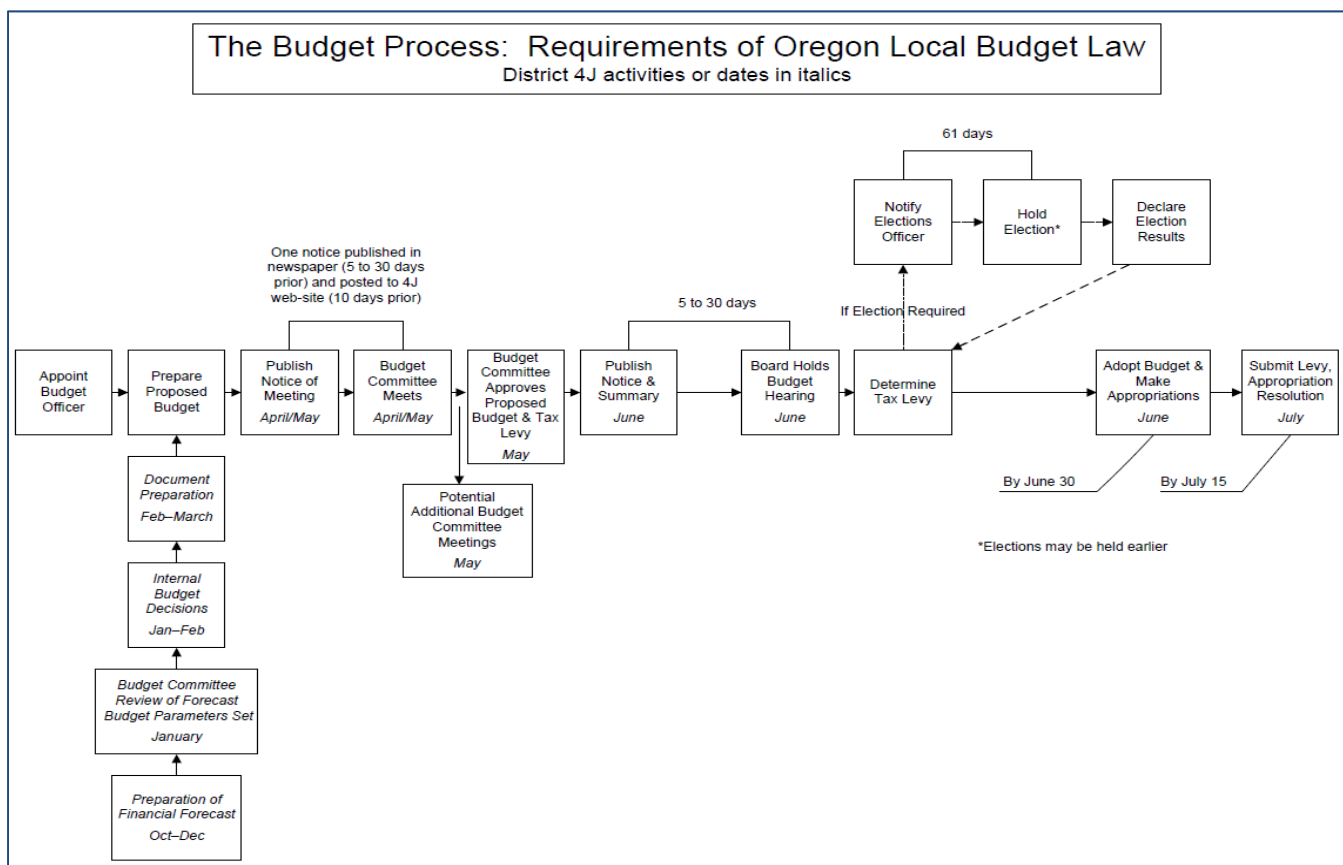 The Budget Process: Requirements of Oregon Local Budget Law
District 4J activities or dates in italics
61 days
Notify
Elections
Officer
Hold
Election*
Declare
Election
Results
One notice published in
newspaper (5 to 30 days
prior) and posted to 4J
web-site (10 days prior)
5 to 30 days
If Election Required
Appoint
Budget
Officer
Prepare
Proposed
Budget
Publish
Notice of
Meeting
April/May
Budget
Committee
Meets
April/May
Budget
Committee
Approves
Proposed
Budget & Tax
Levy
May
Publish
Notice &
Summary
June
Board Holds
Budget
Hearing
June
Determine
Tax Levy
Adopt Budget &
Make
Appropriations
June
Submit Levy,
Appropriation
Resolution
July
Document
Preparation
Feb–March
Potential
Additional Budget
Committee
Meetings
May
By June 30
By July 15
*Elections may be held earlier
Internal
Budget
Decisions
Jan–Feb
Budget Committee
Review of Forecast
Budget Parameters Set
January
Preparation of
Financial Forecast
Oct–Dec